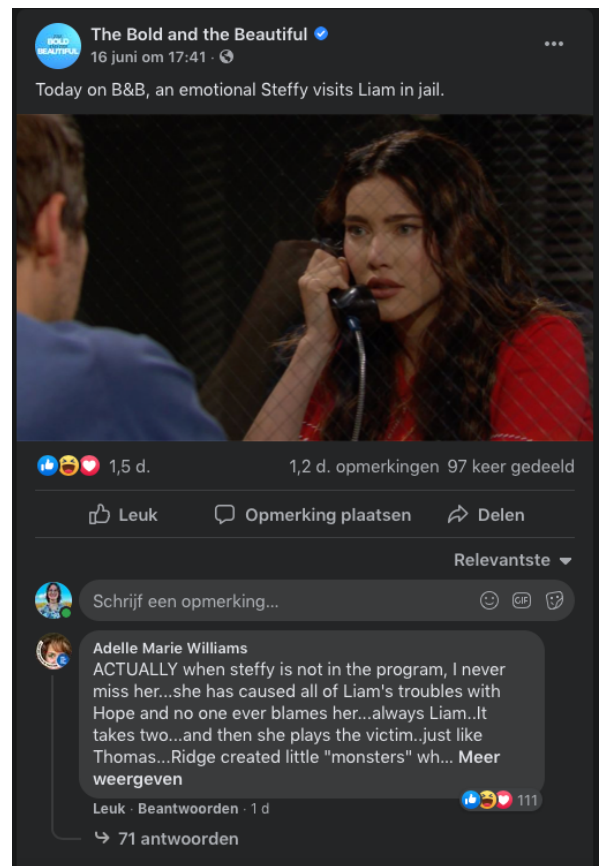 BOLD
BEAUTIFUL
The Bold and the Beautiful
16 juni om 17:41 ·
Today on B&B, an emotional Steffy visits Liam in jail.
1,5 d.
1,2 d. opmerkingen 97 keer gedeeld
Leuk
Opmerking plaatsen
Delen
Relevantste
Schrijf een opmerking...
GIF
Adelle Marie Williams
ACTUALLY when steffy is not in the program, I never
miss her...she has caused all of Liam's troubles with
Hope and no one ever blames her...always Liam..It
takes two...and then she plays the victim..just like
Thomas...Ridge created little "monsters" wh... Meer
weergeven
111
Leuk · Beantwoorden · 1 d
71 antwoorden